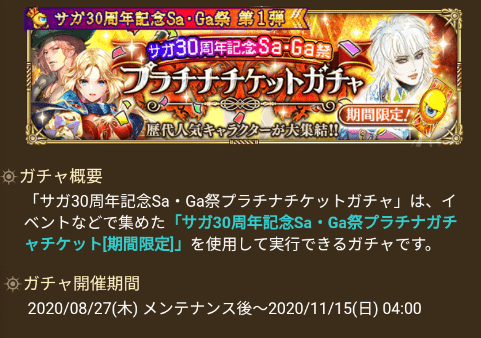 サガ30周年記念Sa・Ga祭 第1弾
サガ30周年記念Sa・Ga祭
プラチナチケットガチャ
期間限定!
歴代人気キャラクターが大集結!!
ガチャ概要
「サガ30周年記念Sa・Ga祭プラチナチケットガチャ」は、イ
ベントなどで集めた「サガ30周年記念Sa・Ga祭プラチナガチ
ャチケット[期間限定]」を使用して実行できるガチャです。
ガチャ開催期間
2020/08/27(木) メンテナンス後～2020/11/15(日) 04:00